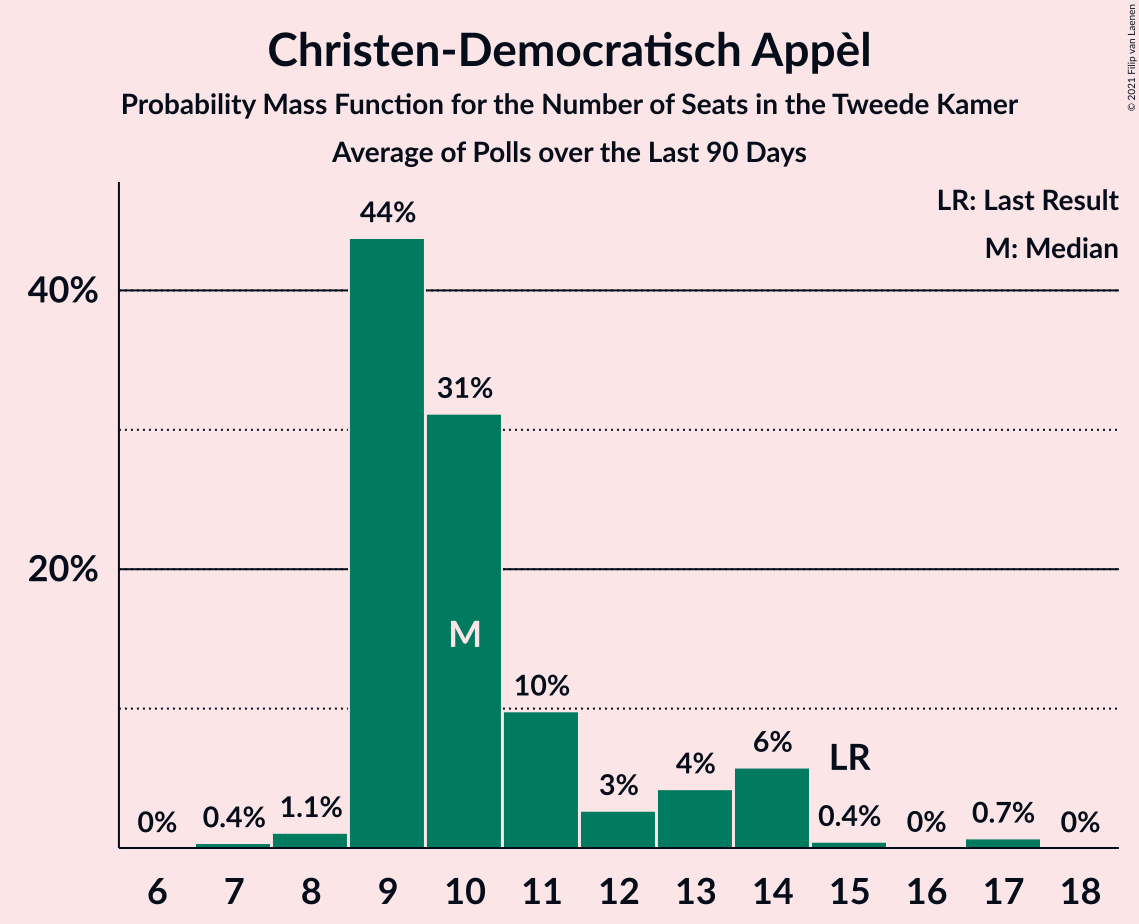 Christen-Democratisch Appèl
Probability Mass Function for the Number of Seats in the Tweede Kamer
Average of Polls over the Last 90 Days
© 2021 Filip van Laenen
LR: Last Result
M: Median
40%
20%
0%
0.4%
1.1%
44%
31%
10%
3%
4%
6%
0.4%
0%
0.7%
0%
M
LR
6 7 8 9 10 11 12 13 14 15 16 17 18